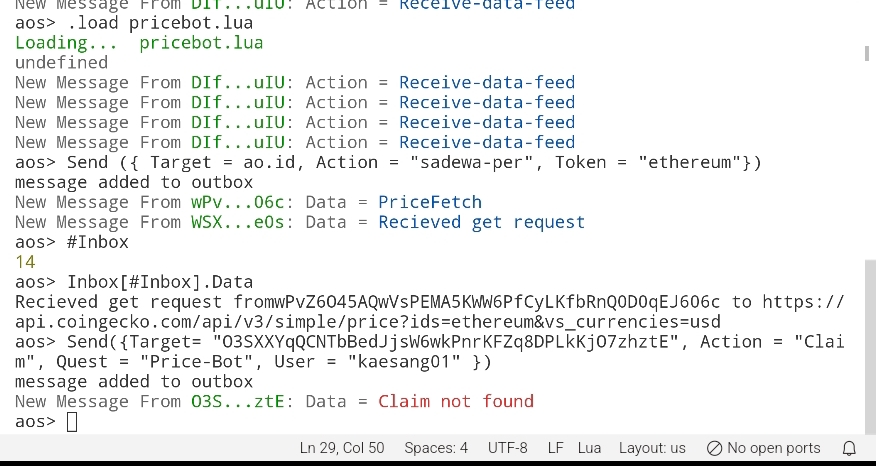 New Message From DIf...uIU: Action = Receive-data-feed
aos> .load pricebot.lua
Loading...  pricebot.lua
undefined
New Message From DIf...uIU: Action = Receive-data-feed
New Message From DIf...uIU: Action = Receive-data-feed
New Message From DIf...uIU: Action = Receive-data-feed
New Message From DIf...uIU: Action = Receive-data-feed
aos> Send ({ Target = ao.id, Action = "sadewa-per", Token = "ethereum"})
message added to outbox
New Message From wPv...O6c: Data = PriceFetch
New Message From WSX...e0s: Data = Recieved get request
aos> #Inbox
14
aos> Inbox[#Inbox].Data
Recieved get request fromwPvZ6O45AQwVsPEMA5KWW6PfCyLKfbRnQ0D0qEJ6O6c to https://
api.coingecko.com/api/v3/simple/price?ids=ethereum&vs_currencies=usd
aos> Send({Target= "O3SXXYqQCNTbBedJjsW6wkPnrKFZq8DPLkKjO7zhztE", Action = "Clai
m", Quest = "Price-Bot", User = "kaesang01" })
message added to outbox
New Message From O3S...ztE: Data = Claim not found
aos>
Ln 29, Col 50 Spaces: 4 UTF-8 LF Lua Layout: us No open ports